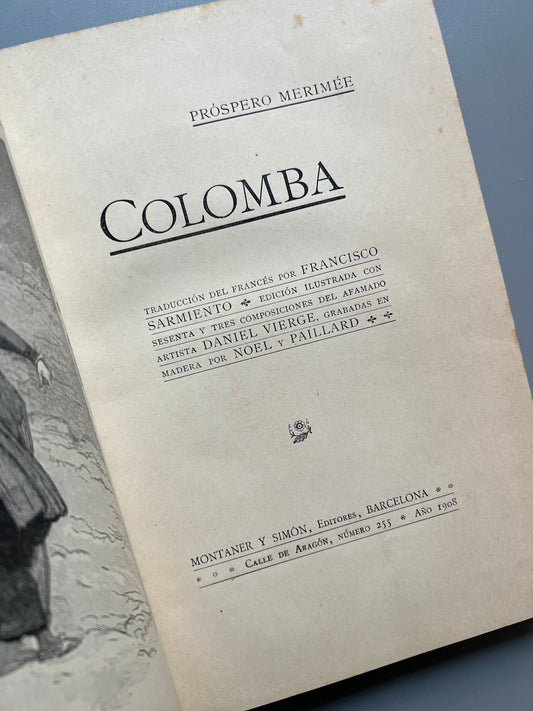 PRÓSPERO MERIMÉE
COLOMBA
TRADUCCIÓN DEL FRANCÉS POR FRANCISCO
SARMIENTO ✣ EDICIÓN ILUSTRADA CON
SESENTA Y TRES COMPOSICIONES DEL AFAMADO
ARTISTA DANIEL VIERGE, GRABADAS EN
MADERA POR NOEL Y PAILLARD ✣ ✣
MONTANER Y SIMÓN, EDITORES, BARCELONA * *
* * * CALLE DE ARAGÓN, NÚMERO 255 * AÑO 1908